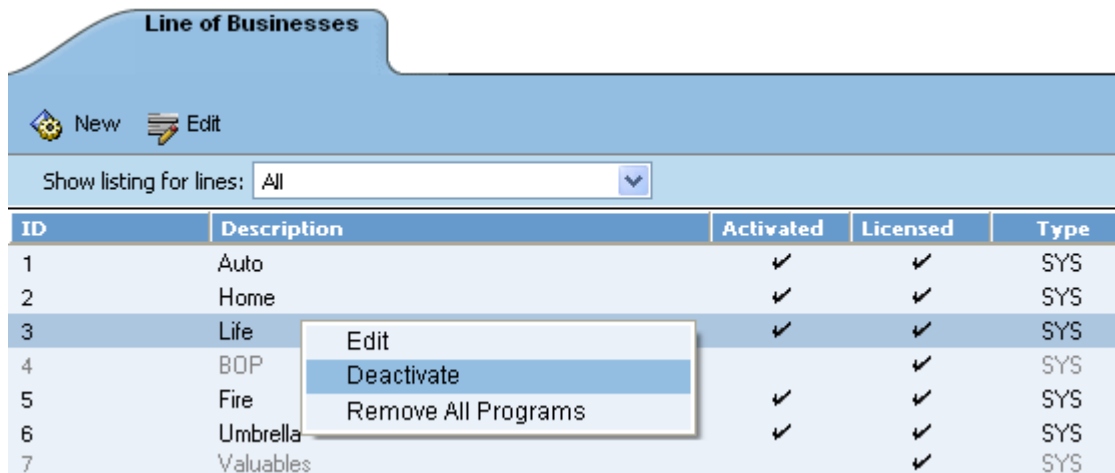 Line of Businesses
New Edit
Show listing for lines: All
ID Description Activated Licensed Type
1 Auto ✔ ✔ SYS
2 Home ✔ ✔ SYS
3 Life ✔ ✔ SYS
Edit
4 BOP ✔ SYS
Deactivate
5 Fire ✔ ✔ SYS
Remove All Programs
6 Umbrella ✔ ✔ SYS
7 Valuables ✔ SYS